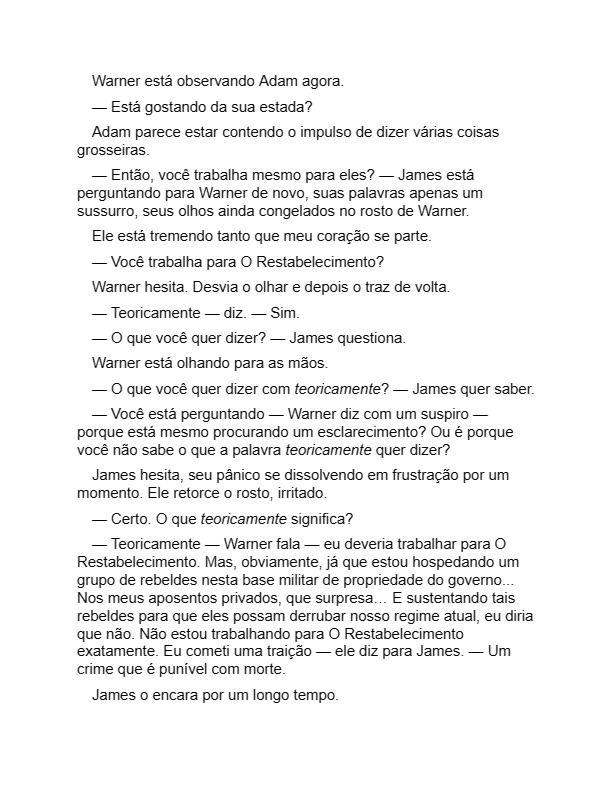 Warner está observando Adam agora.
— Está gostando da sua estada?
Adam parece estar contendo o impulso de dizer várias coisas
grosseiras.
— Então, você trabalha mesmo para eles? — James está
perguntando para Warner de novo, suas palavras apenas um
sussurro, seus olhos ainda congelados no rosto de Warner.
Ele está tremendo tanto que meu coração se parte.
— Você trabalha para O Restabelecimento?
Warner hesita. Desvia o olhar e depois o traz de volta.
— Teoricamente — diz. — Sim.
— O que você quer dizer? — James questiona.
Warner está olhando para as mãos.
— O que você quer dizer com teoricamente? — James quer saber.
— Você está perguntando — Warner diz com um suspiro —
porque está mesmo procurando um esclarecimento? Ou é porque
você não sabe o que a palavra teoricamente quer dizer?
James hesita, seu pânico se dissolvendo em frustração por um
momento. Ele retorce o rosto, irritado.
— Certo. O que teoricamente significa?
— Teoricamente — Warner fala — eu deveria trabalhar para O
Restabelecimento. Mas, obviamente, já que estou hospedando um
grupo de rebeldes nesta base militar de propriedade do governo...
Nos meus aposentos privados, que surpresa… E sustentando tais
rebeldes para que eles possam derrubar nosso regime atual, eu diria
que não. Não estou trabalhando para O Restabelecimento
exatamente. Eu cometi uma traição — ele diz para James. — Um
crime que é punível com morte.
James o encara por um longo tempo.